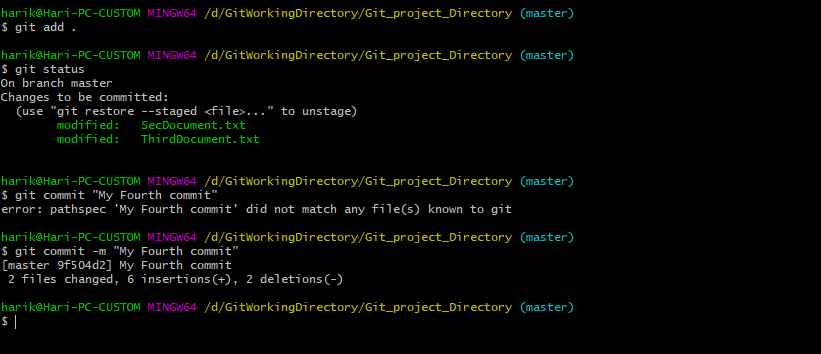 harik@Hari-PC-CUSTOM MINGW64 /d/GitWorkingDirectory/Git_project_Directory (master)
$ git add .
harik@Hari-PC-CUSTOM MINGW64 /d/GitWorkingDirectory/Git_project_Directory (master)
$ git status
On branch master
Changes to be committed:
  (use "git restore --staged <file>..." to unstage)
        modified:   SecDocument.txt
        modified:   ThirdDocument.txt
harik@Hari-PC-CUSTOM MINGW64 /d/GitWorkingDirectory/Git_project_Directory (master)
$ git commit "My Fourth commit"
error: pathspec 'My Fourth commit' did not match any file(s) known to git
harik@Hari-PC-CUSTOM MINGW64 /d/GitWorkingDirectory/Git_project_Directory (master)
$ git commit -m "My Fourth commit"
[master 9f504d2] My Fourth commit
 2 files changed, 6 insertions(+), 2 deletions(-)
harik@Hari-PC-CUSTOM MINGW64 /d/GitWorkingDirectory/Git_project_Directory (master)
$